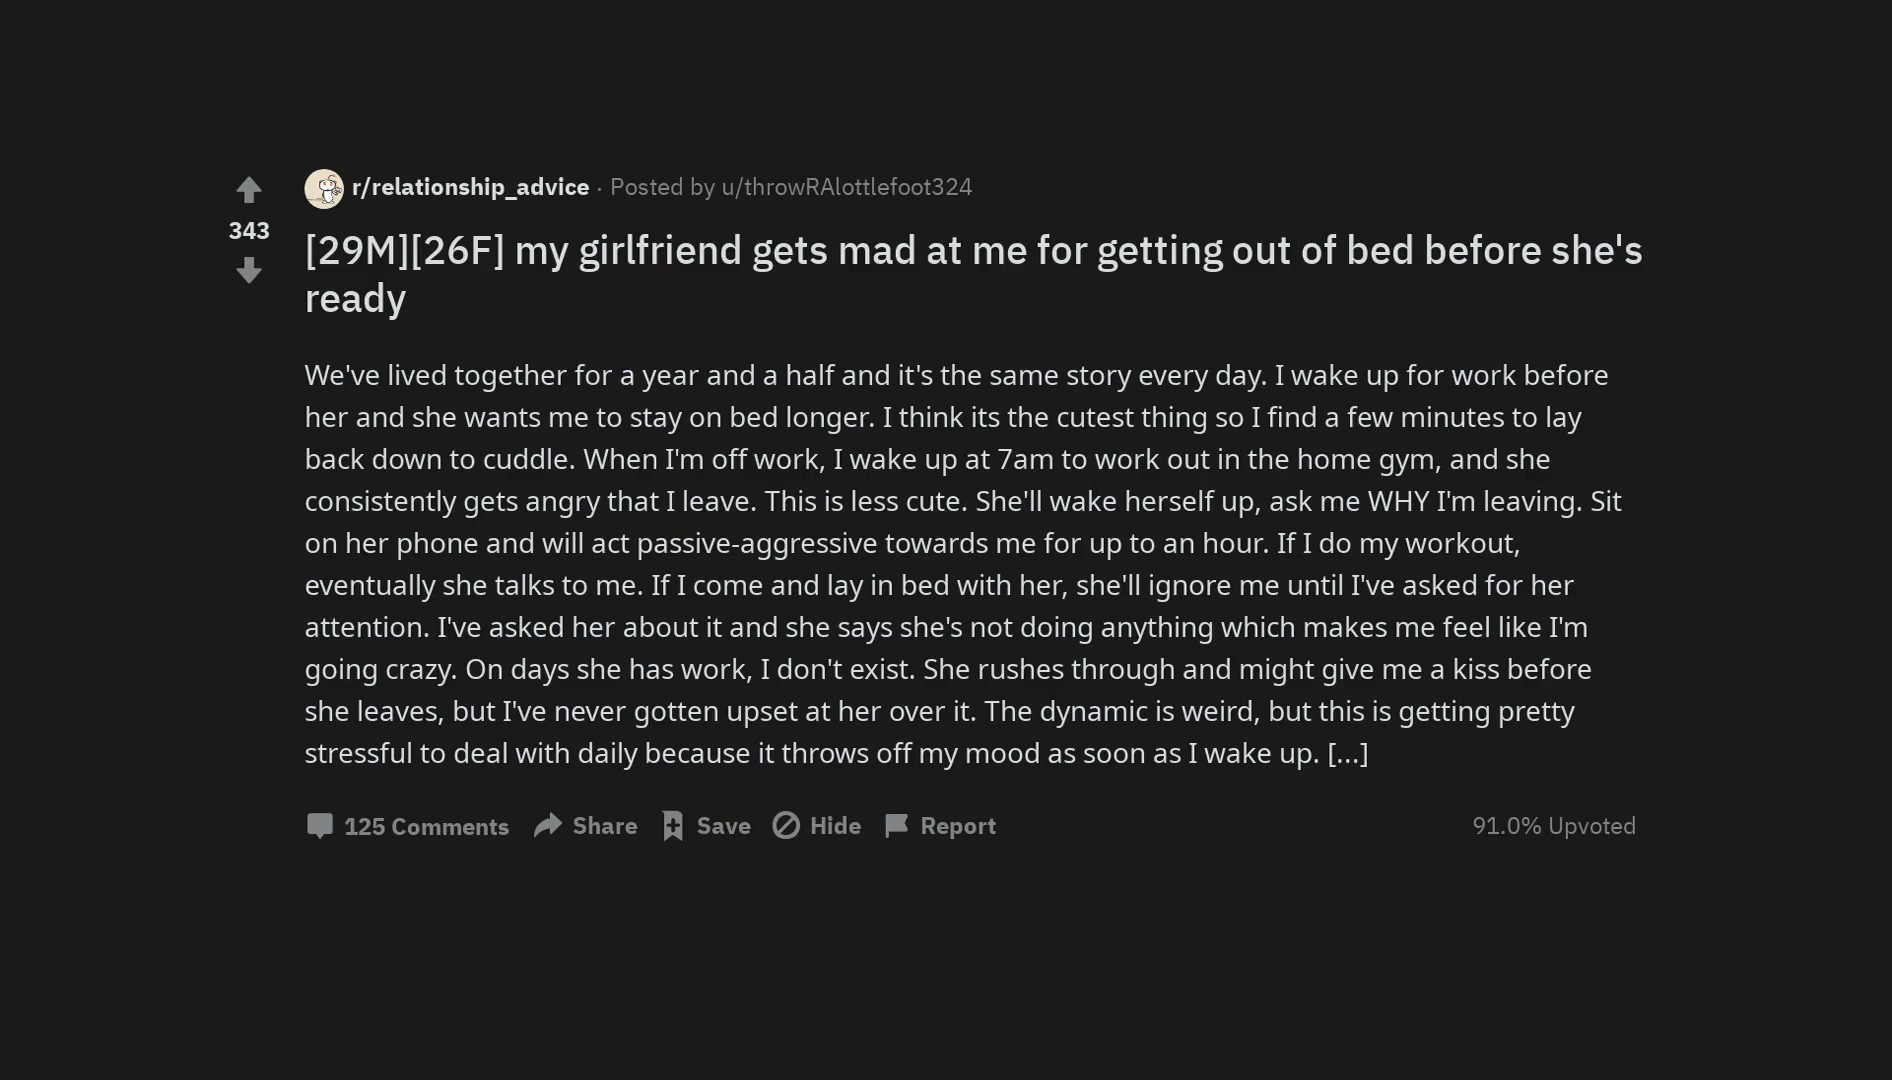 r/relationship_advice · Posted by u/throwRAlottlefoot324
343
[29M][26F] my girlfriend gets mad at me for getting out of bed before she's
ready
We've lived together for a year and a half and it's the same story every day. I wake up for work before
her and she wants me to stay on bed longer. I think its the cutest thing so I find a few minutes to lay
back down to cuddle. When I'm off work, I wake up at 7am to work out in the home gym, and she
consistently gets angry that I leave. This is less cute. She'll wake herself up, ask me WHY I'm leaving. Sit
on her phone and will act passive-aggressive towards me for up to an hour. If I do my workout,
eventually she talks to me. If I come and lay in bed with her, she'll ignore me until I've asked for her
attention. I've asked her about it and she says she's not doing anything which makes me feel like I'm
going crazy. On days she has work, I don't exist. She rushes through and might give me a kiss before
she leaves, but I've never gotten upset at her over it. The dynamic is weird, but this is getting pretty
stressful to deal with daily because it throws off my mood as soon as I wake up. [...]
125 Comments Share Save Hide Report 91.0% Upvoted